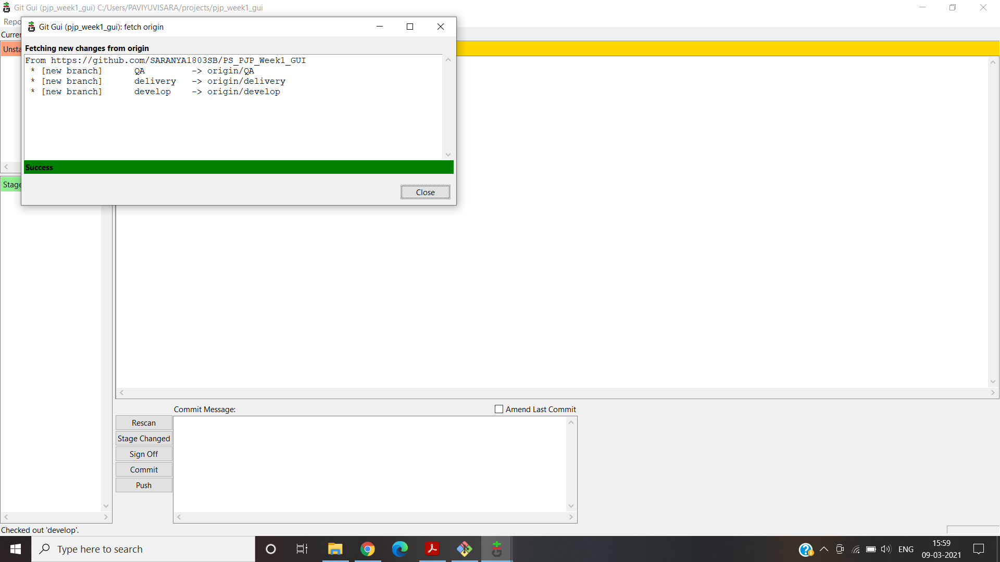 Git Gui (pjp_week1_gui) C:/Users/PAVIYUVISARA/projects/pjp_week1_gui
Repo
Git Gui (pjp_week1_gui): fetch origin
Curren
Unsta
Fetching new changes from origin
From https://github.com/SARANYA1803SB/PS_PJP_Week1_GUI
* [new branch] QA -> origin/QA
* [new branch] delivery -> origin/delivery
* [new branch] develop -> origin/develop
Success
Stage
Close
Commit Message:
Amend Last Commit
Rescan
Stage Changed
Sign Off
Commit
Push
Checked out 'develop'.
Type here to search
ENG
15:59
09-03-2021